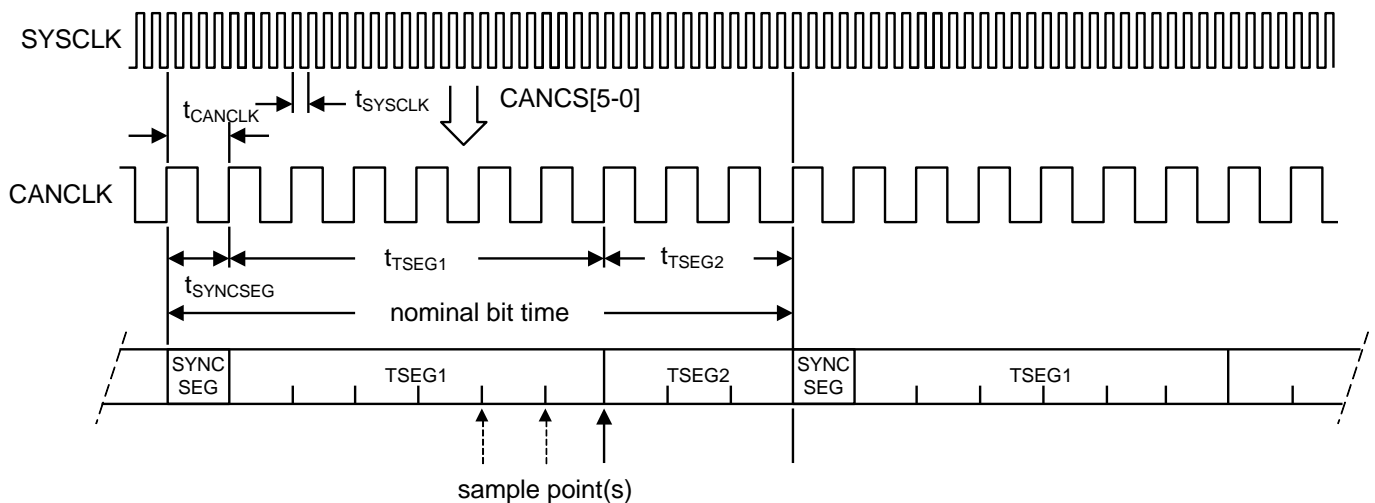 SYSCLK
tCANCLK
tSYSCLK
CANCS[5-0]
CANCLK
tTSEG1
tTSEG2
tSYNCSEG
nominal bit time
SYNC
SEG
TSEG1
TSEG2
SYNC
SEG
TSEG1
sample point(s)